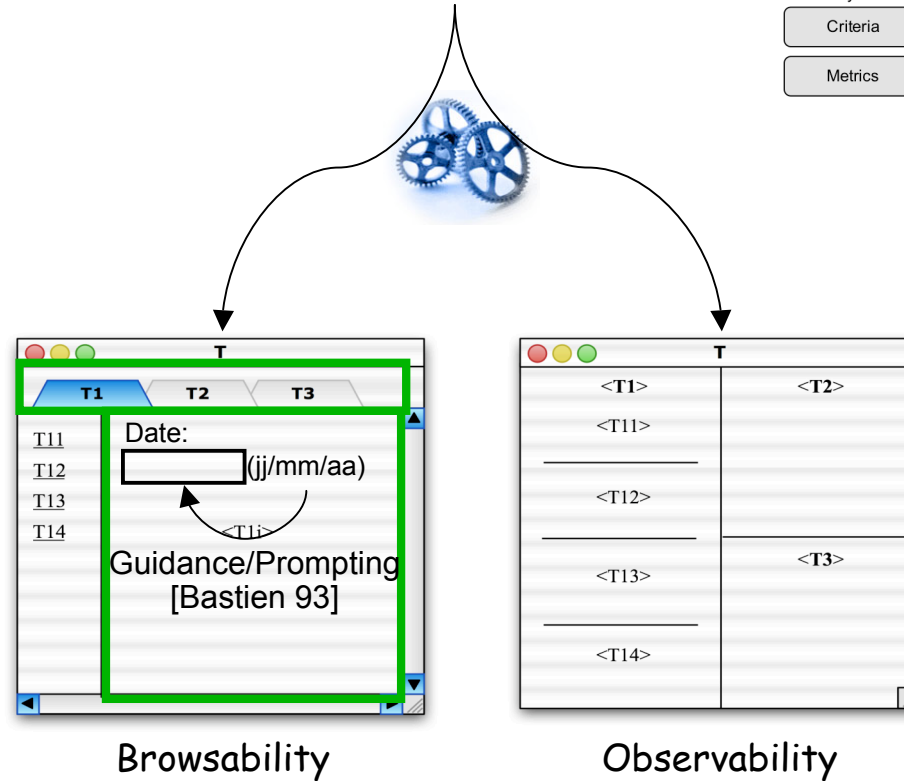 Criteria
Metrics
T
T1 T2 T3
T11
T12
T13
T14
Date:
(jj/mm/aa)
<T1i>
Guidance/Prompting
[Bastien 93]
Browsability
T
<T1>
<T11>
<T12>
<T13>
<T14>
<T2>
<T3>
Observability